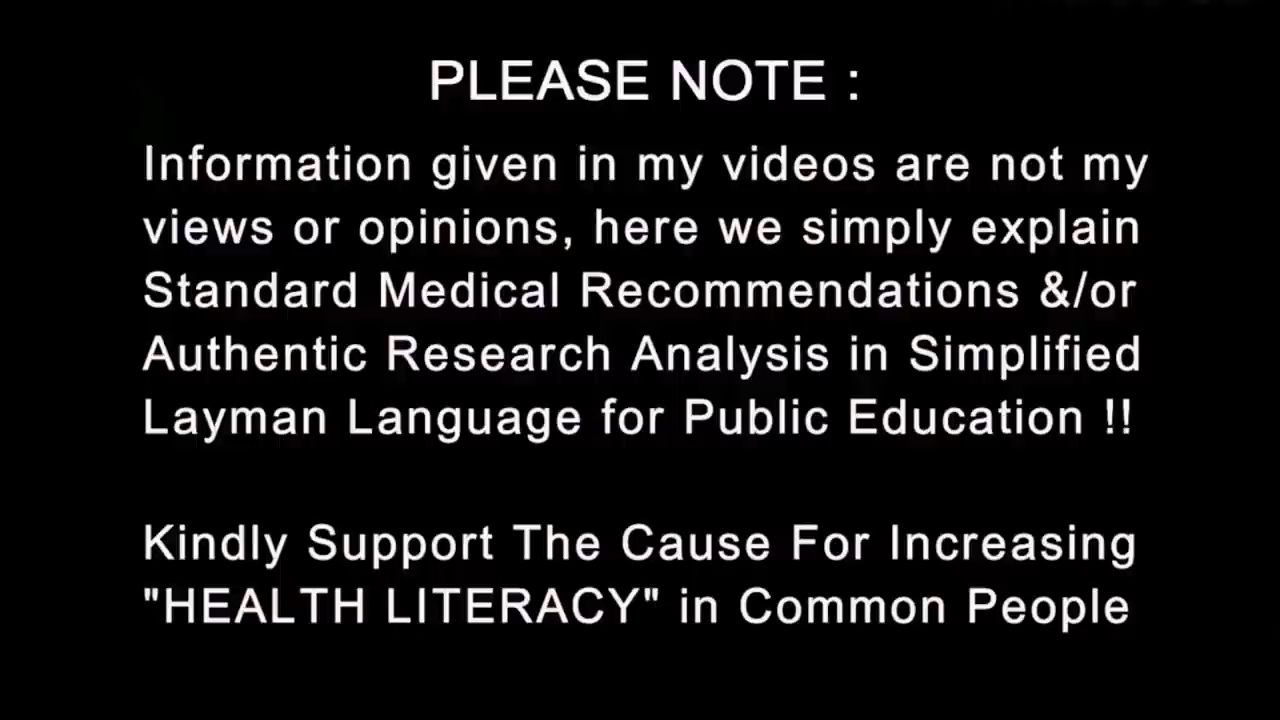 PLEASE NOTE :
Information given in my videos are not my
views or opinions, here we simply explain
Standard Medical Recommendations &/or
Authentic Research Analysis in Simplified
Layman Language for Public Education !!
Kindly Support The Cause For Increasing
"HEALTH LITERACY" in Common People